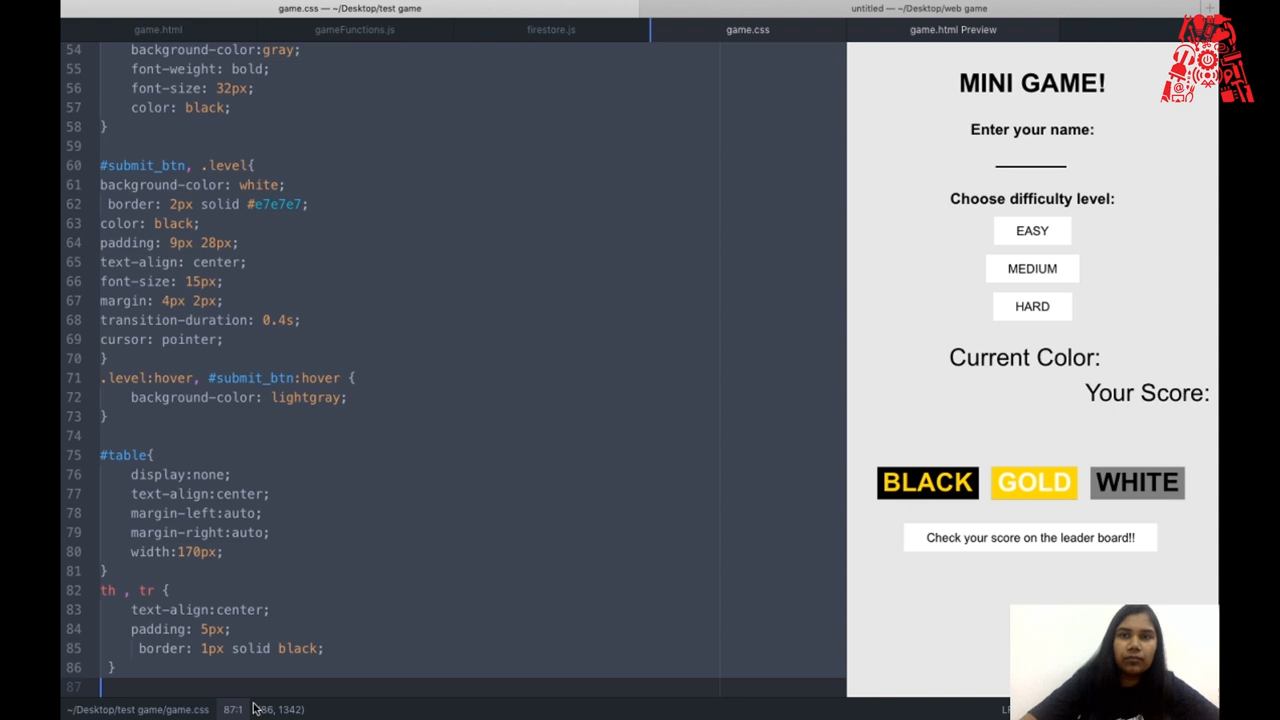 game.css — ~/Desktop/test game
untitled — ~/Desktop/web game
game.html
gameFunctions.js
firestore.js
game.css
game.html Preview
54 background-color:gray;
55 font-weight: bold;
56 font-size: 32px;
57 color: black;
58 }
59
60 #submit_btn, .level{
61 background-color: white;
62 border: 2px solid #e7e7e7;
63 color: black;
64 padding: 9px 28px;
65 text-align: center;
66 font-size: 15px;
67 margin: 4px 2px;
68 transition-duration: 0.4s;
69 cursor: pointer;
70 }
71 .level:hover, #submit_btn:hover {
72 background-color: lightgray;
73 }
74
75 #table{
76 display:none;
77 text-align:center;
78 margin-left:auto;
79 margin-right:auto;
80 width:170px;
81 }
82 th , tr {
83 text-align:center;
84 padding: 5px;
85 border: 1px solid black;
86 }
87
~/Desktop/test game/game.css 87:1 86, 1342)
MINI GAME!
Enter your name:
Choose difficulty level:
EASY
MEDIUM
HARD
Current Color:
Your Score:
BLACK GOLD WHITE
Check your score on the leader board!!